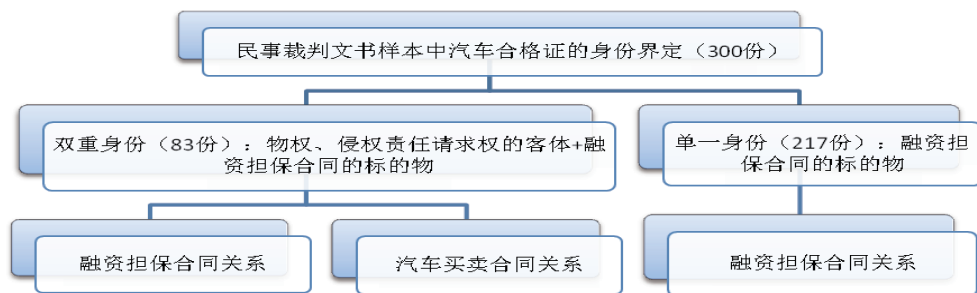 民事裁判文书样本中汽车合格证的身份界定（300份）
双重身份（83份）：物权、侵权责任请求权的客体+融
资担保合同的标的物
单一身份（217份）：融资担
保合同的标的物
融资担保合同关系
汽车买卖合同关系
融资担保合同关系